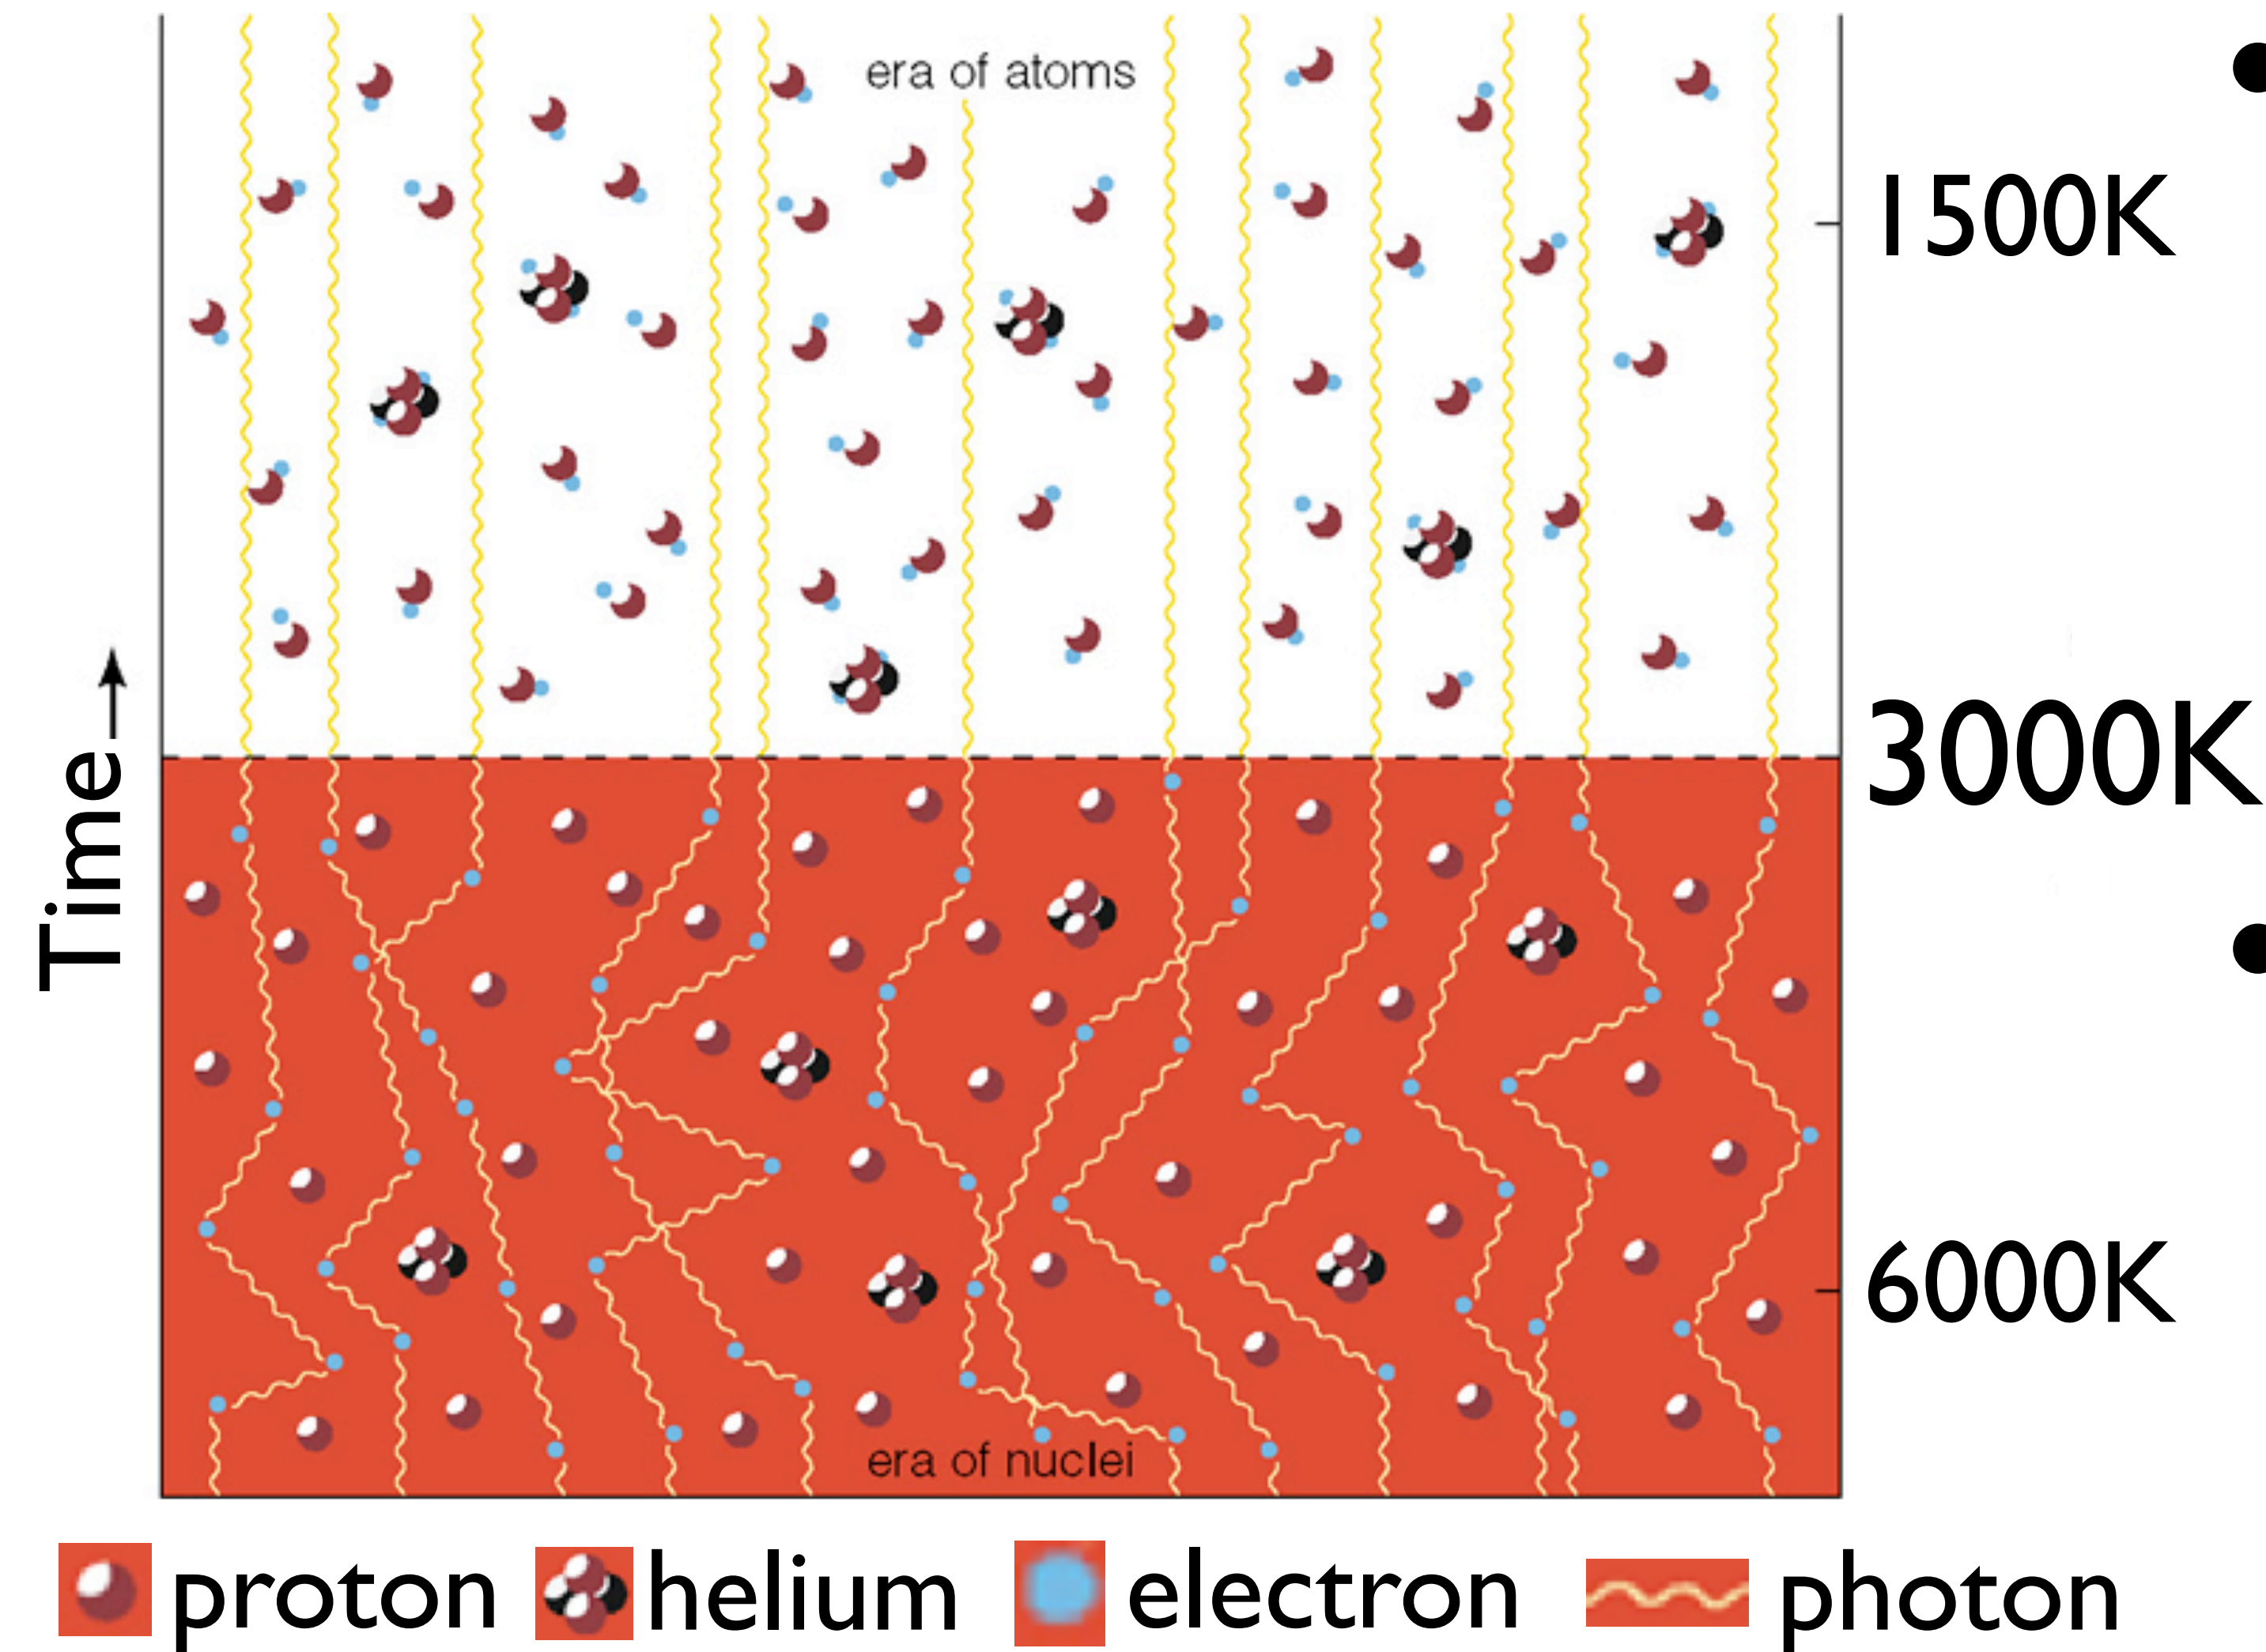 era of atoms
1500K
Time
3000K
6000K
era of nuclei
proton
helium
electron
photon